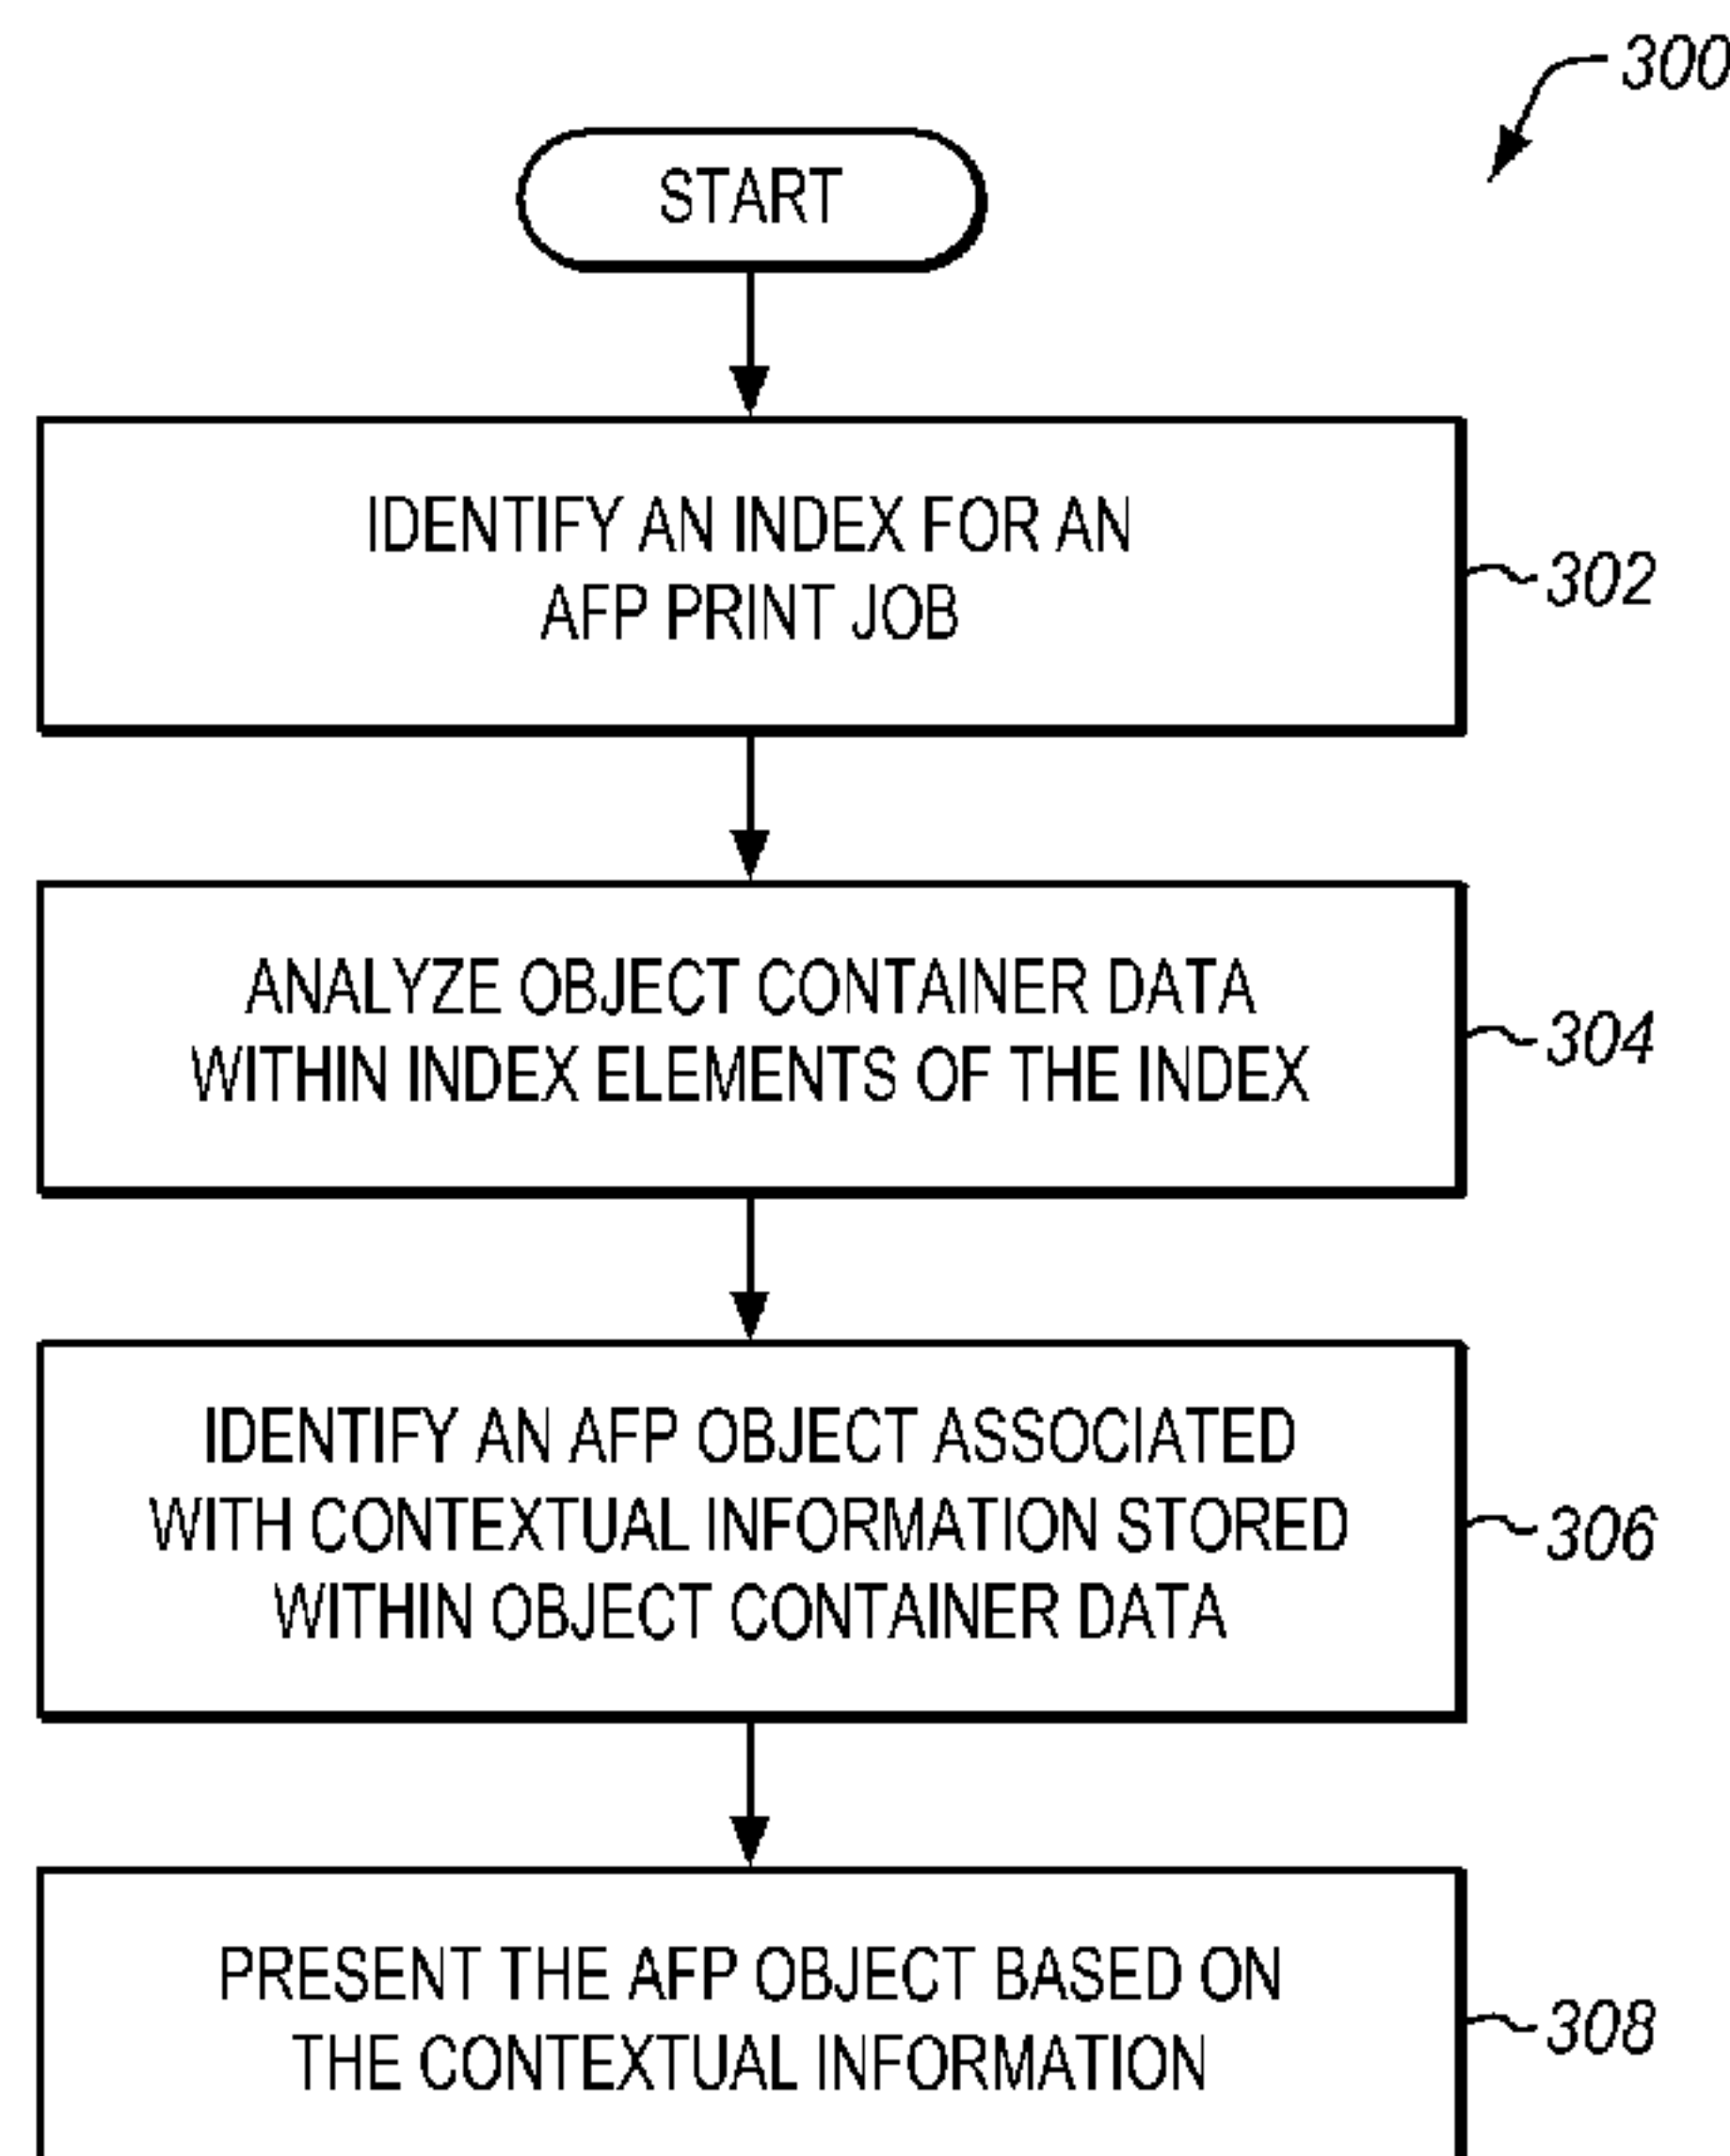 300
START
IDENTIFY AN INDEX FOR AN
AFP PRINT JOB
302
ANALYZE OBJECT CONTAINER DATA
WITHIN INDEX ELEMENTS OF THE INDEX
304
IDENTIFY AN AFP OBJECT ASSOCIATED
WITH CONTEXTUAL INFORMATION STORED
WITHIN OBJECT CONTAINER DATA
306
PRESENT THE AFP OBJECT BASED ON
THE CONTEXTUAL INFORMATION
308